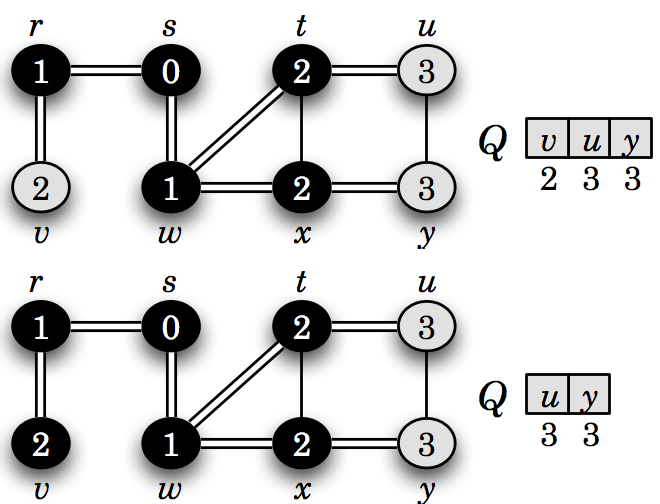 r s t u
1 0 2 3
Q v u y
2 3 3
2 1 2 3
v w x y
r s t u
1 0 2 3
Q u y
3 3
2 1 2 3
v w x y